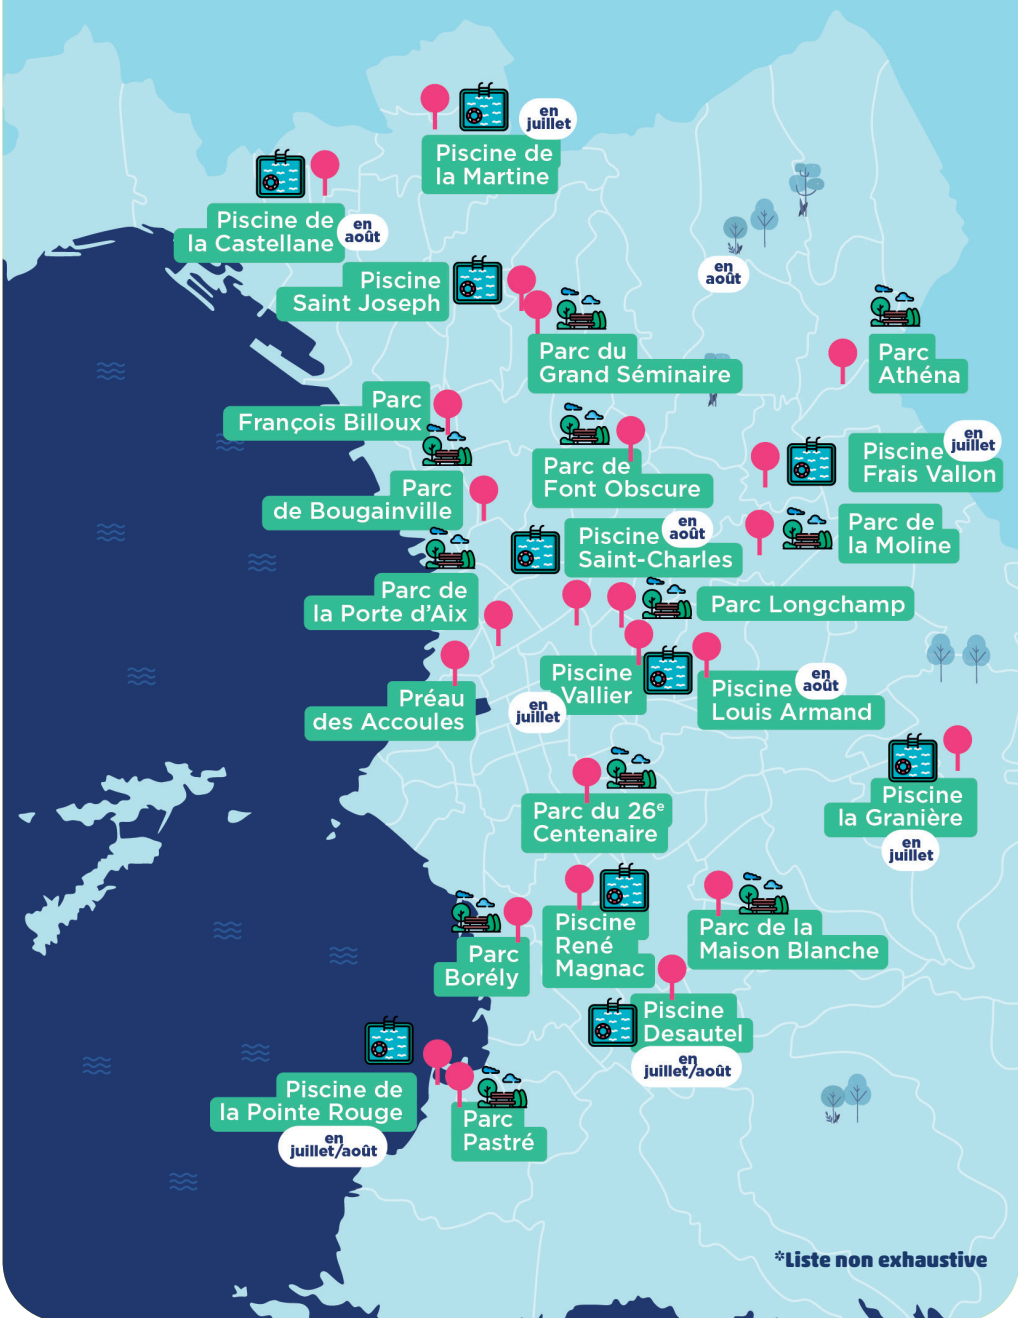 en
juillet
Piscine de
la Martine
Piscine de
la Castellane
en
août
Piscine
Saint Joseph
en
août
Parc du
Grand Séminaire
Parc
Athéna
Parc
François Billoux
Parc de
Font Obscure
Piscine
Frais Vallon
en
juillet
Parc
de Bougainville
Piscine
Saint-Charles
en
août
Parc de
la Moline
Parc de
la Porte d'Aix
Parc Longchamp
Préau
des Accoules
Piscine
Vallier
en
juillet
Piscine
Louis Armand
en
août
Piscine
la Granière
en
juillet
Parc du 26e
Centenaire
Parc
Borély
Piscine
René
Magnac
Parc de la
Maison Blanche
Piscine
Desautel
en
juillet/août
Piscine de
la Pointe Rouge
en
juillet/août
Parc
Pastré
*Liste non exhaustive